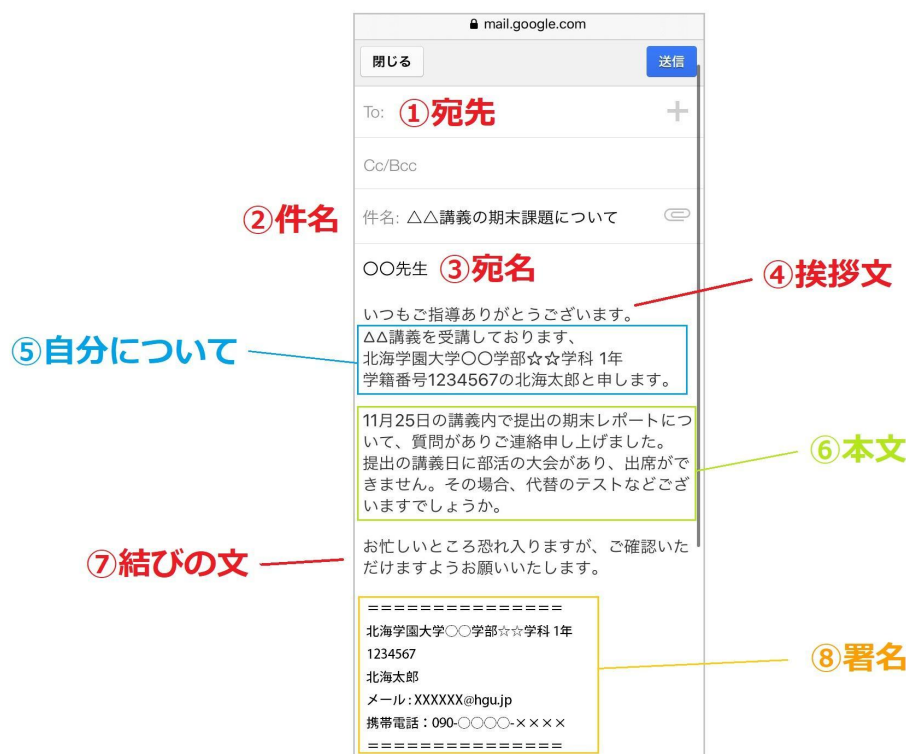 mail.google.com
閉じる
送信
To: ①宛先
Cc/Bcc
②件名
件名: △△講義の期末課題について
〇〇先生 ③宛名
④挨拶文
いつもご指導ありがとうございます。
⑤自分について
△△講義を受講しております、
北海学園大学〇〇学部☆☆学科 1年
学籍番号1234567の北海太郎と申します。
11月25日の講義内で提出の期末レポートにつ
いて、質問がありご連絡申し上げました。
提出の講義日に部活の大会があり、出席がで
きません。その場合、代替のテストなどござ
いますでしょうか。
⑥本文
⑦結びの文
お忙しいところ恐れ入りますが、ご確認いた
だけますようお願いいたします。
===============
北海学園大学〇〇学部☆☆学科 1年
1234567
北海太郎
メール : XXXXXX@hgu.jp
携帯電話：090-〇〇〇〇-××××
===============
⑧署名